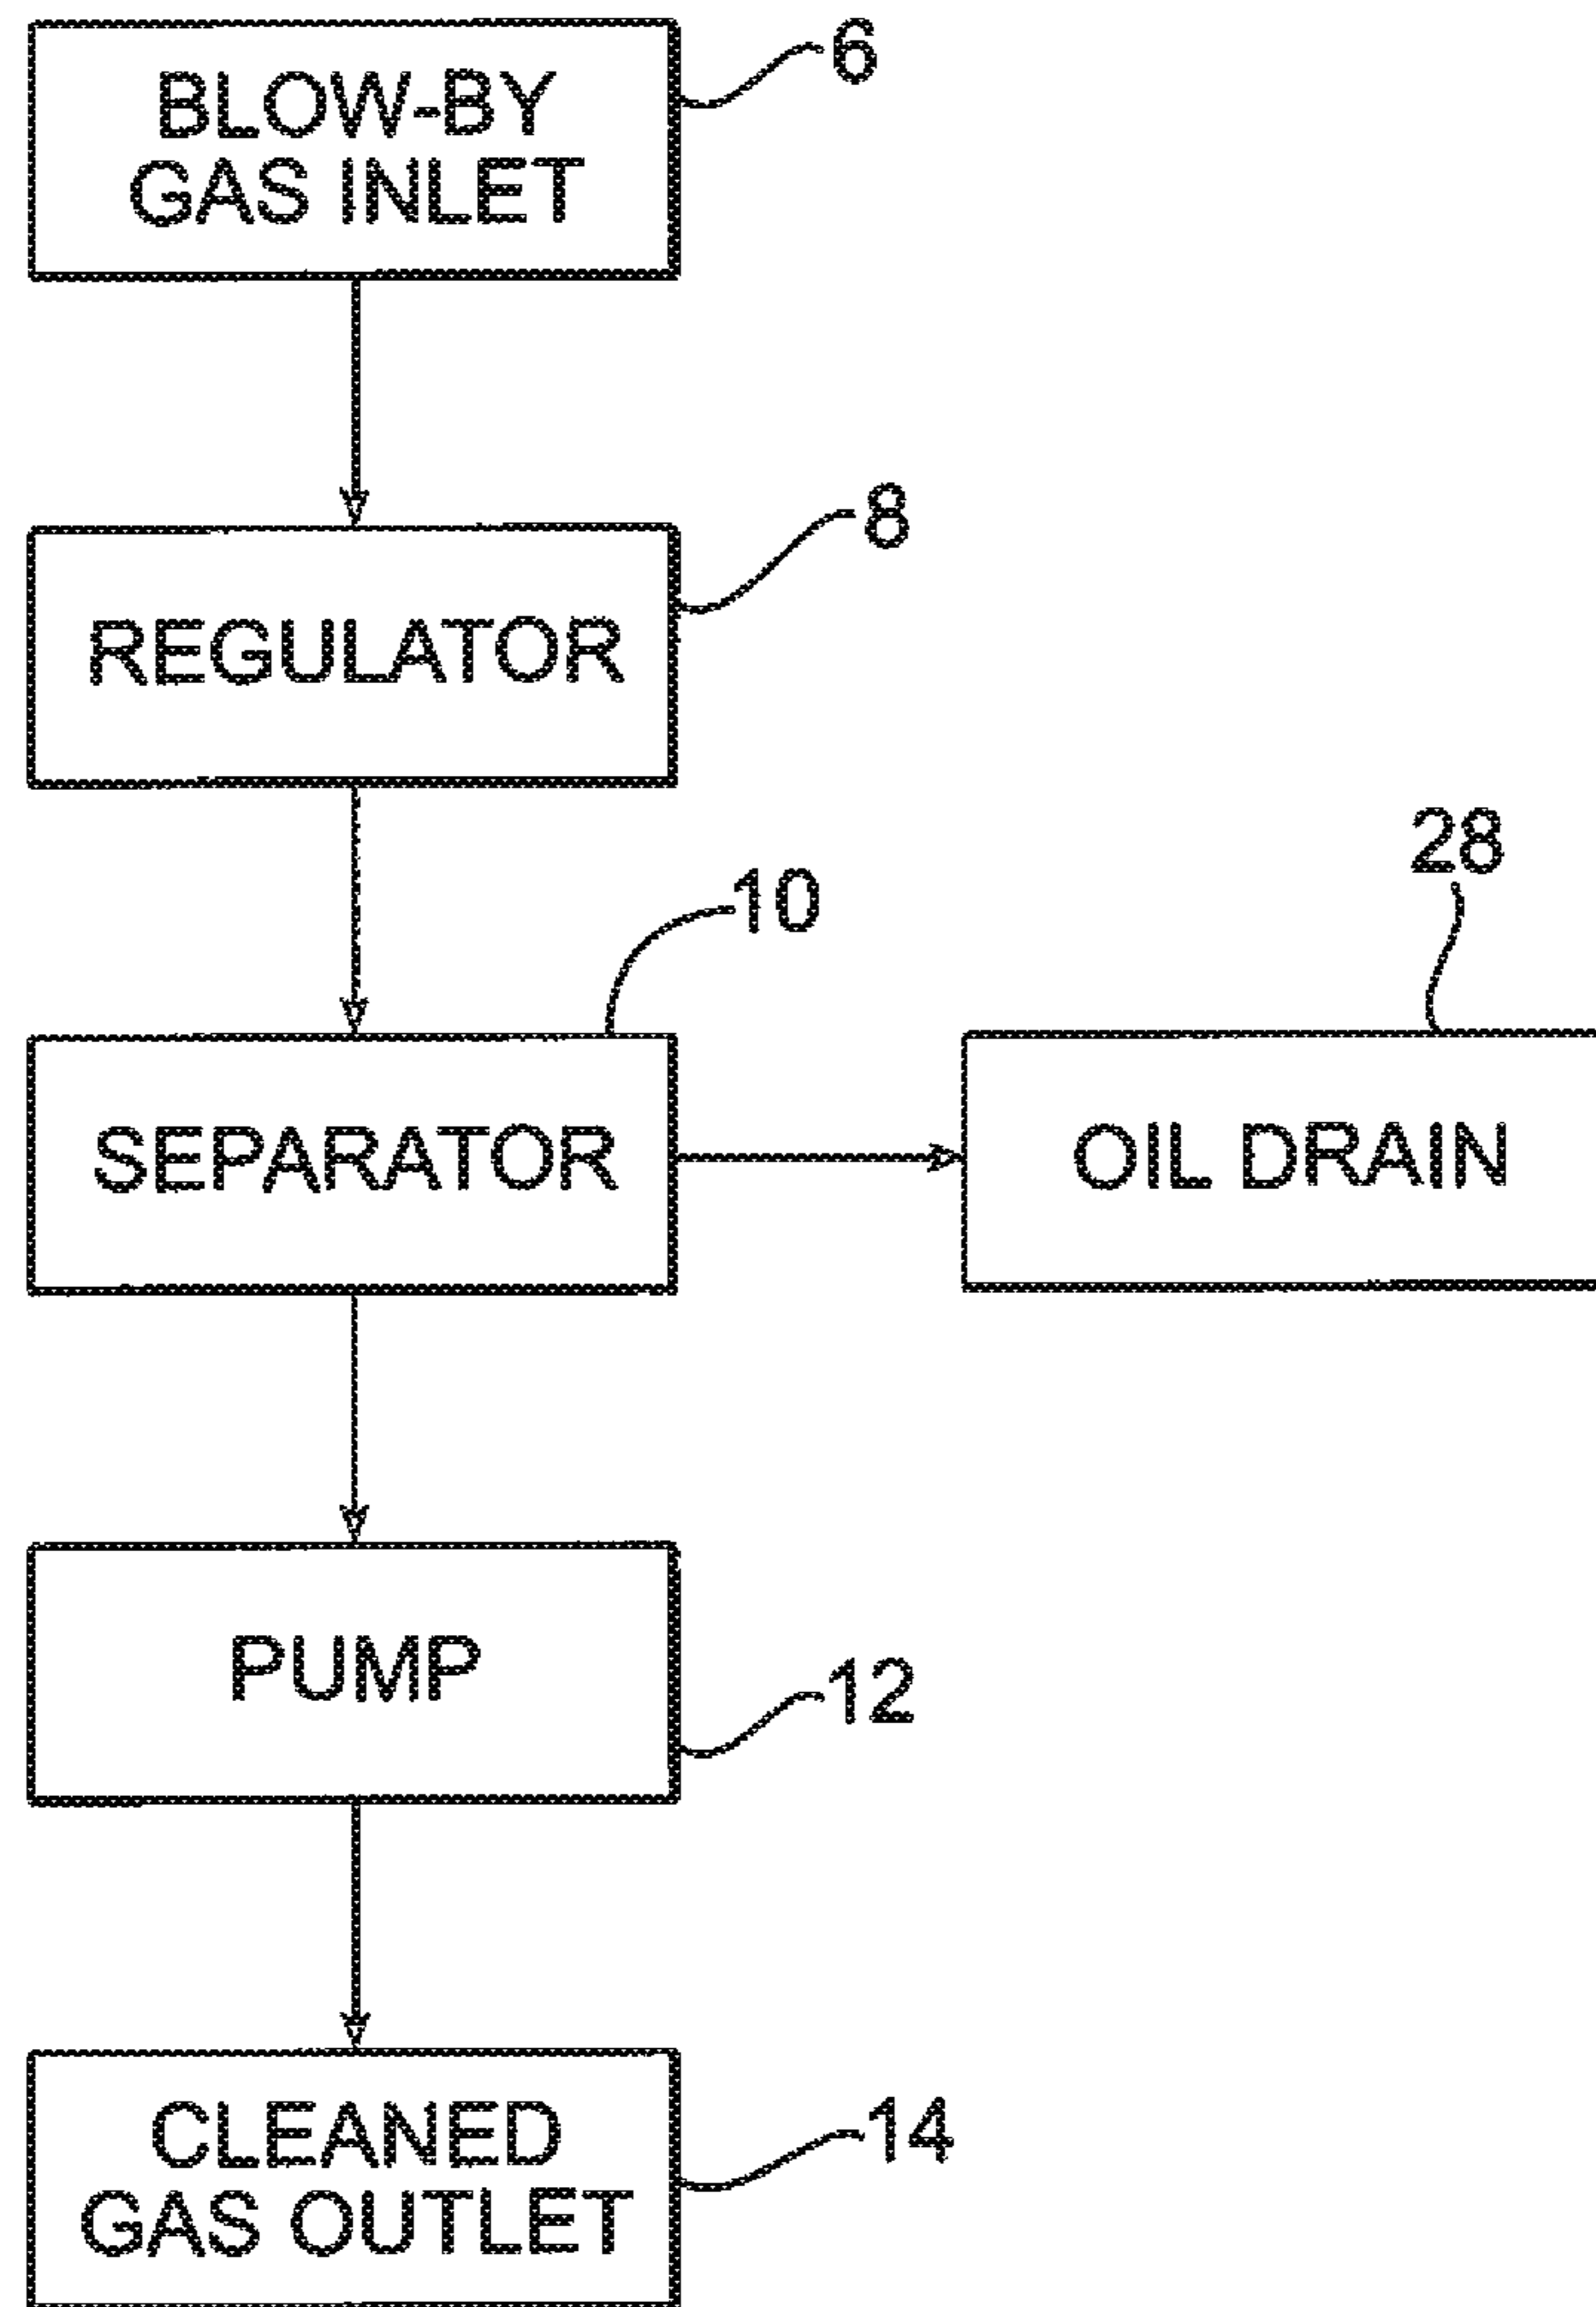 BLOW-BY
GAS INLET
6
REGULATOR
8
10
28
SEPARATOR
OIL DRAIN
PUMP
12
CLEANED
GAS OUTLET
14